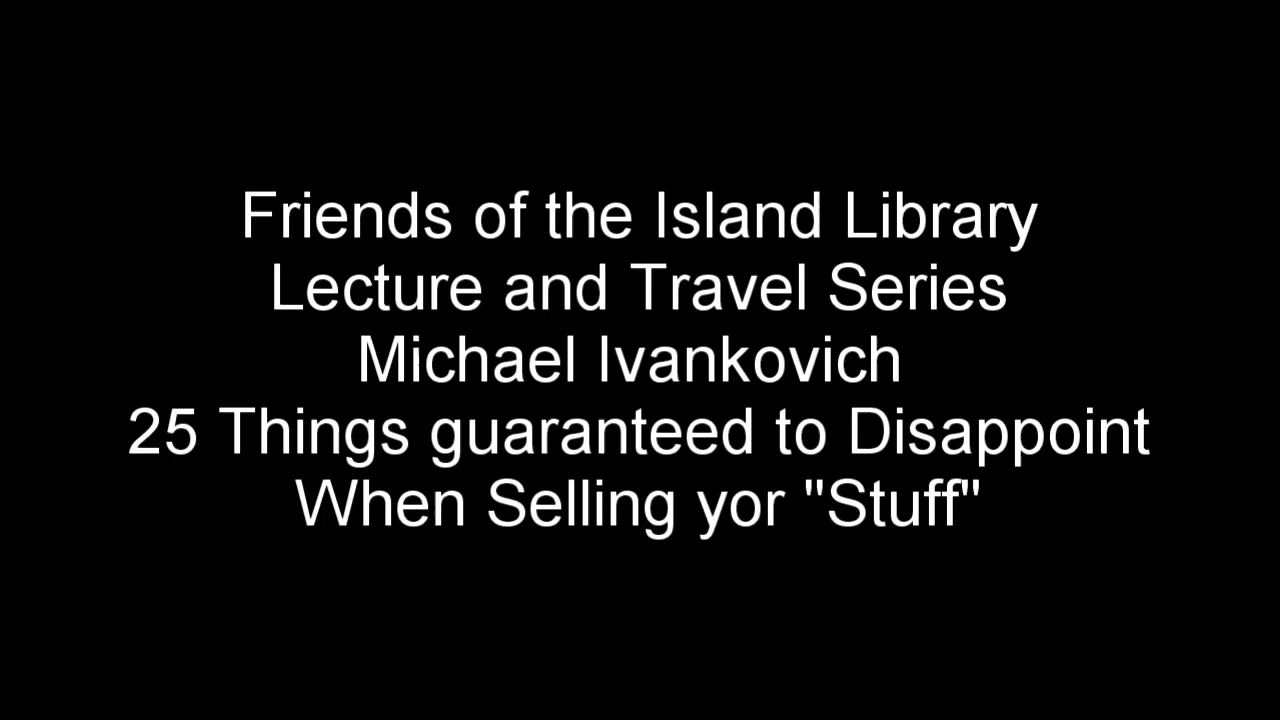 Friends of the Island Library
Lecture and Travel Series
Michael Ivankovich
25 Things guaranteed to Disappoint
When Selling yor "Stuff"